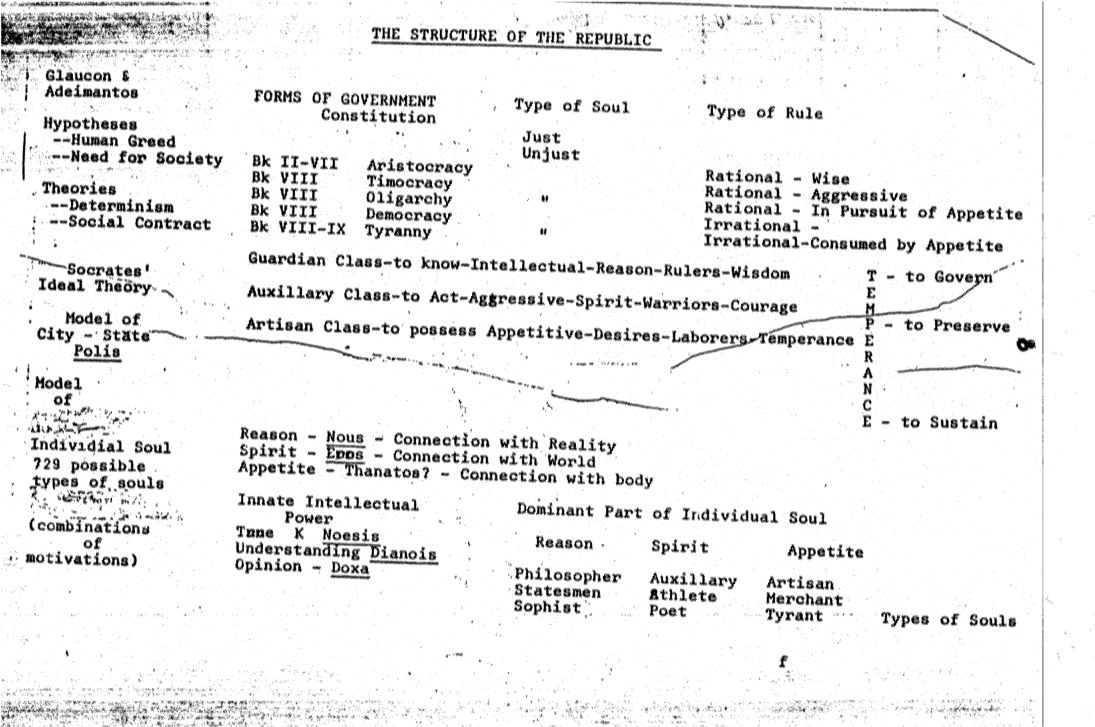 THE STRUCTURE OF THE REPUBLIC
Glaucon &
Adeimantos
Hypotheses
--Human Greed
--Need for Society
Theories
--Determinism
--Social Contract
FORMS OF GOVERNMENT
Constitution
Bk II-VII Aristocracy
Bk VIII Timocracy
Bk VIII Oligarchy
Bk VIII Democracy
Bk VIII-IX Tyranny
Type of Soul
Just
Unjust
"
"
Type of Rule
Rational - Wise
Rational - Aggressive
Rational - In Pursuit of Appetite
Irrational -
Irrational-Consumed by Appetite
Socrates'
Ideal Theory
Model of
City - State
Polis
Guardian Class-to know-Intellectual-Reason-Rulers-Wisdom
Auxillary Class-to Act-Aggressive-Spirit-Warriors-Courage
Artisan Class-to possess Appetitive-Desires-Laborers-Temperance
TEMPERANCE
- to Govern
- to Preserve
- to Sustain
Model
of
Individial Soul
729 possible
types of souls
(combinations
of
motivations)
Reason - Nous - Connection with Reality
Spirit - Epos - Connection with World
Appetite - Thanatos? - Connection with body
Innate Intellectual
Power
K Noesis
Understanding Dianois
Opinion - Doxa
Dominant Part of Individual Soul
Reason Spirit Appetite
Philosopher Auxillary Artisan
Statesmen Athlete Merchant
Sophist Poet Tyrant Types of Souls
f